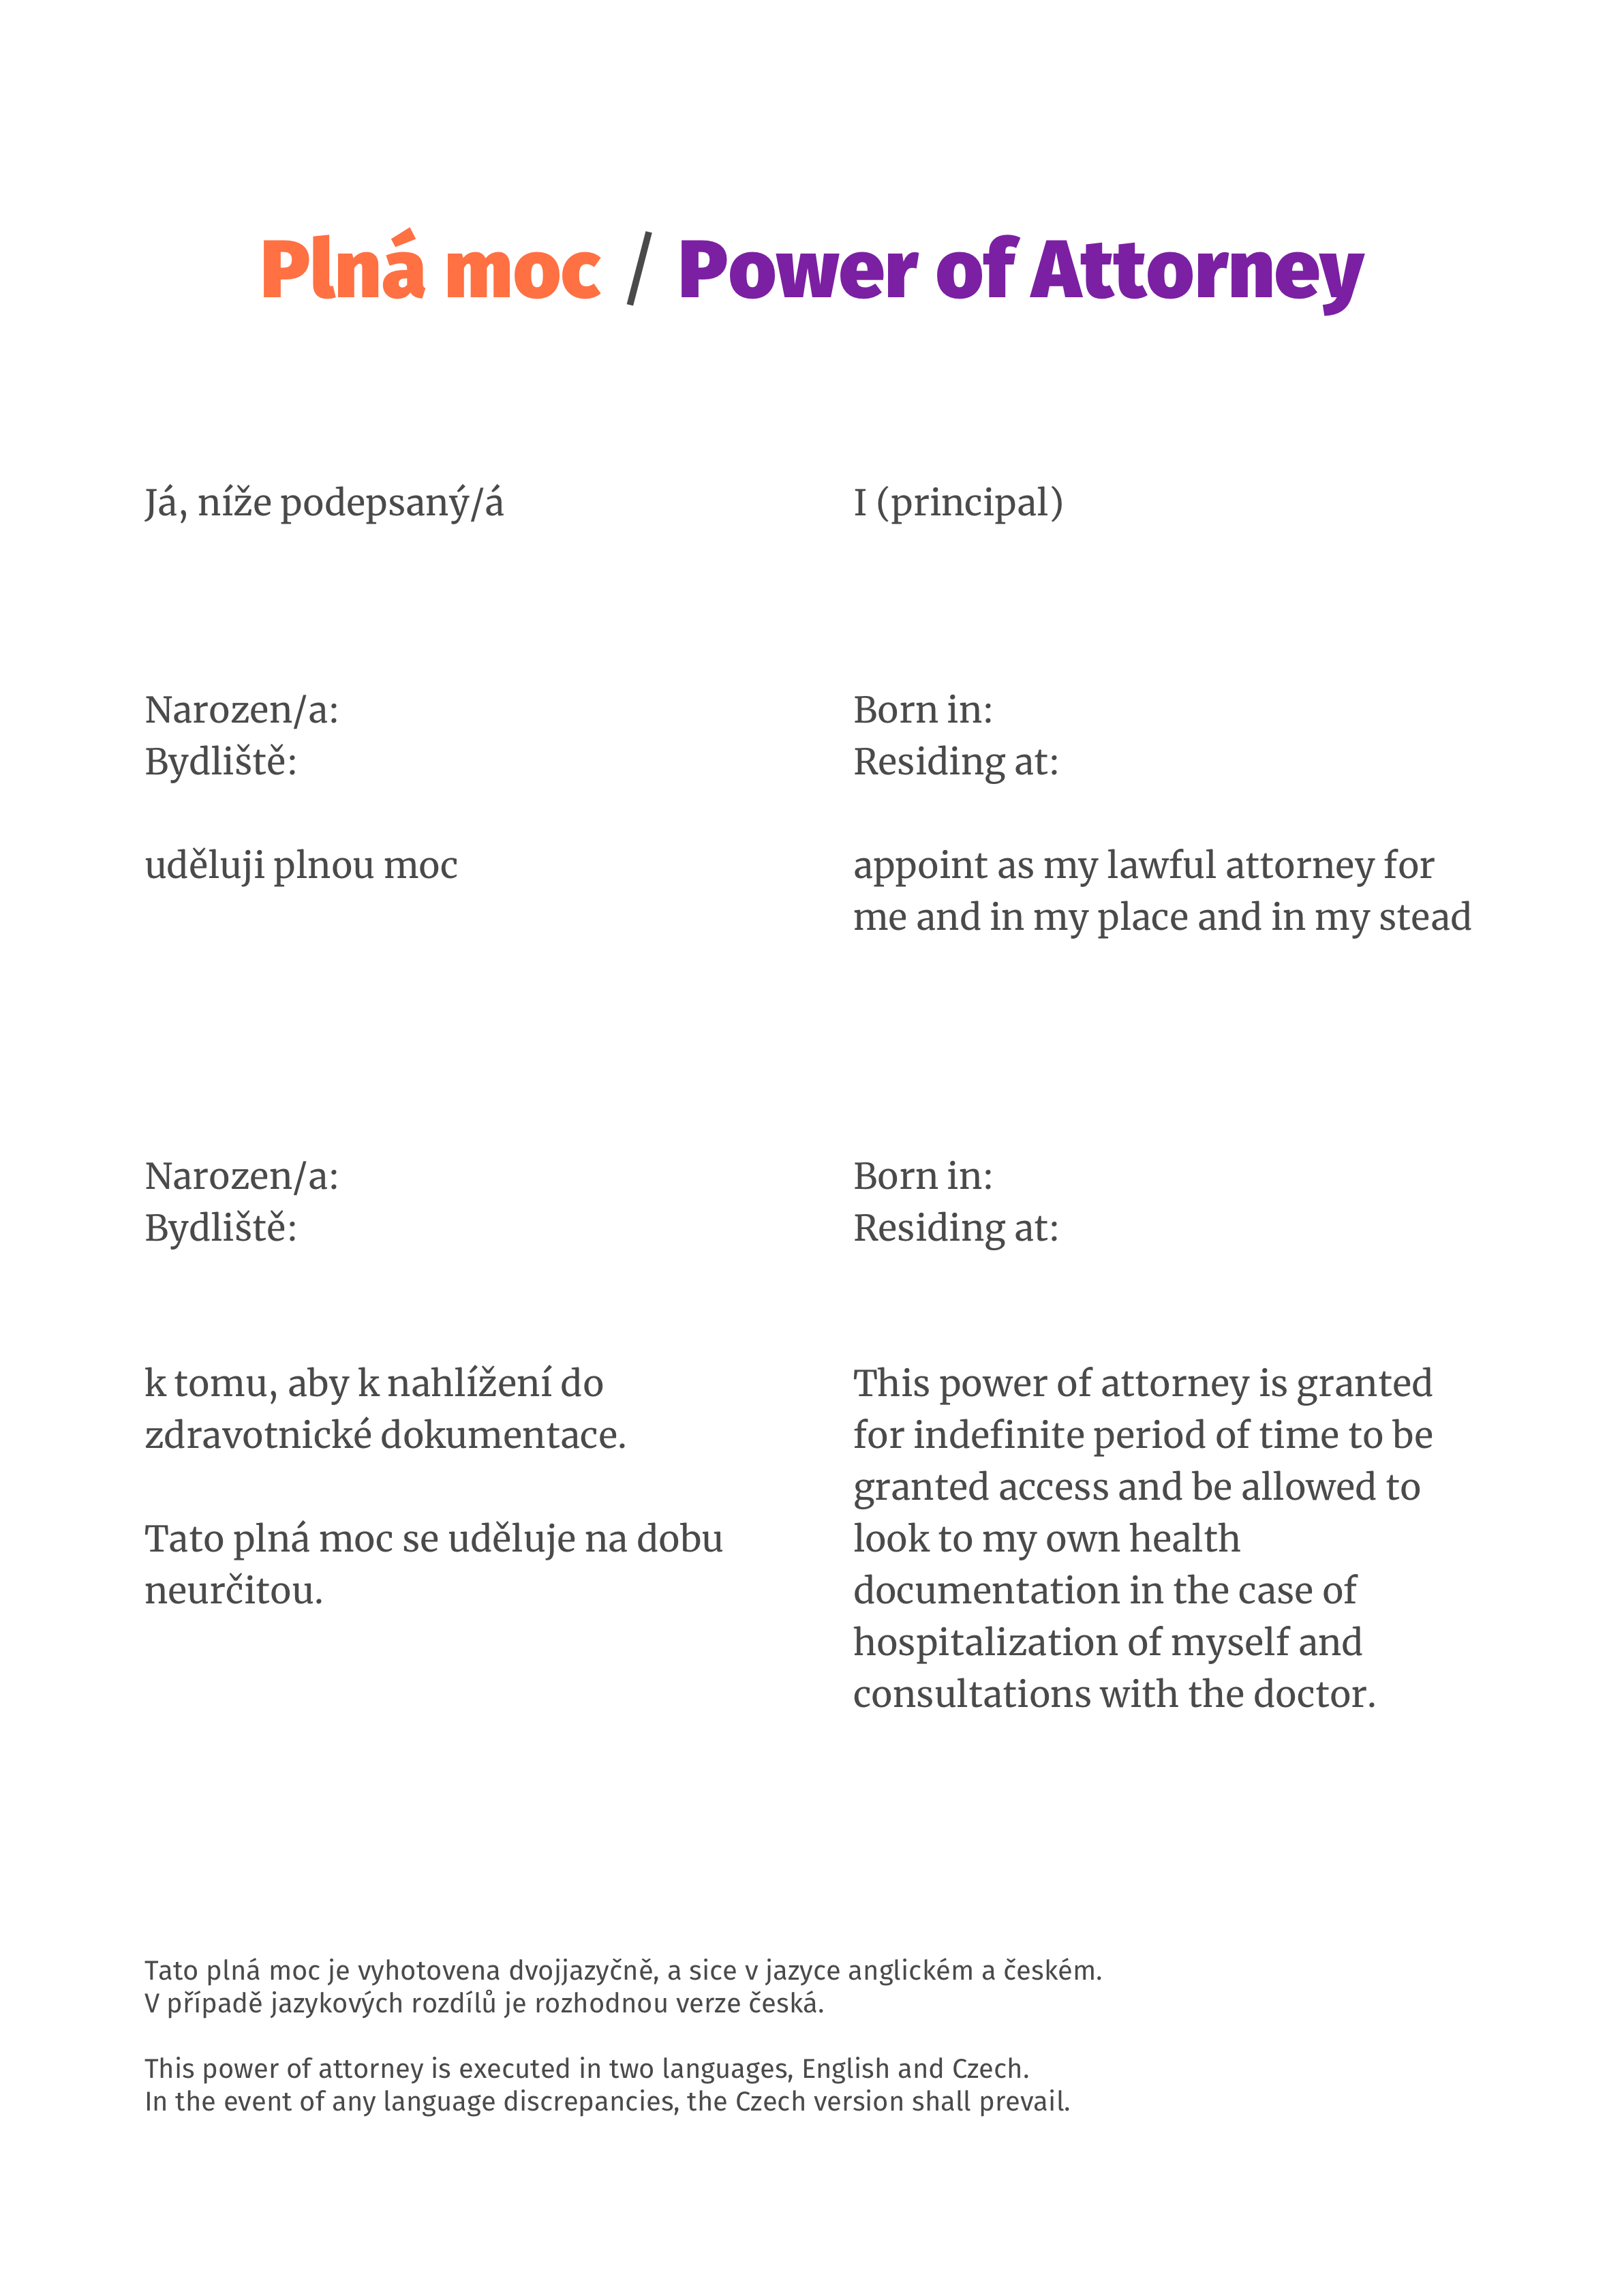 Plná moc / Power of Attorney
Já, níže podepsaný/á
I (principal)
Narozen/a:
Bydliště:
Born in:
Residing at:
uděluji plnou moc
appoint as my lawful attorney for
me and in my place and in my stead
Narozen/a:
Bydliště:
Born in:
Residing at:
k tomu, aby k nahlížení do
zdravotnické dokumentace.
Tato plná moc se uděluje na dobu
neurčitou.
This power of attorney is granted
for indefinite period of time to be
granted access and be allowed to
look to my own health
documentation in the case of
hospitalization of myself and
consultations with the doctor.
Tato plná moc je vyhotovena dvojjazyčně, a sice v jazyce anglickém a českém.
V případě jazykových rozdílů je rozhodnou verze česká.
This power of attorney is executed in two languages, English and Czech.
In the event of any language discrepancies, the Czech version shall prevail.